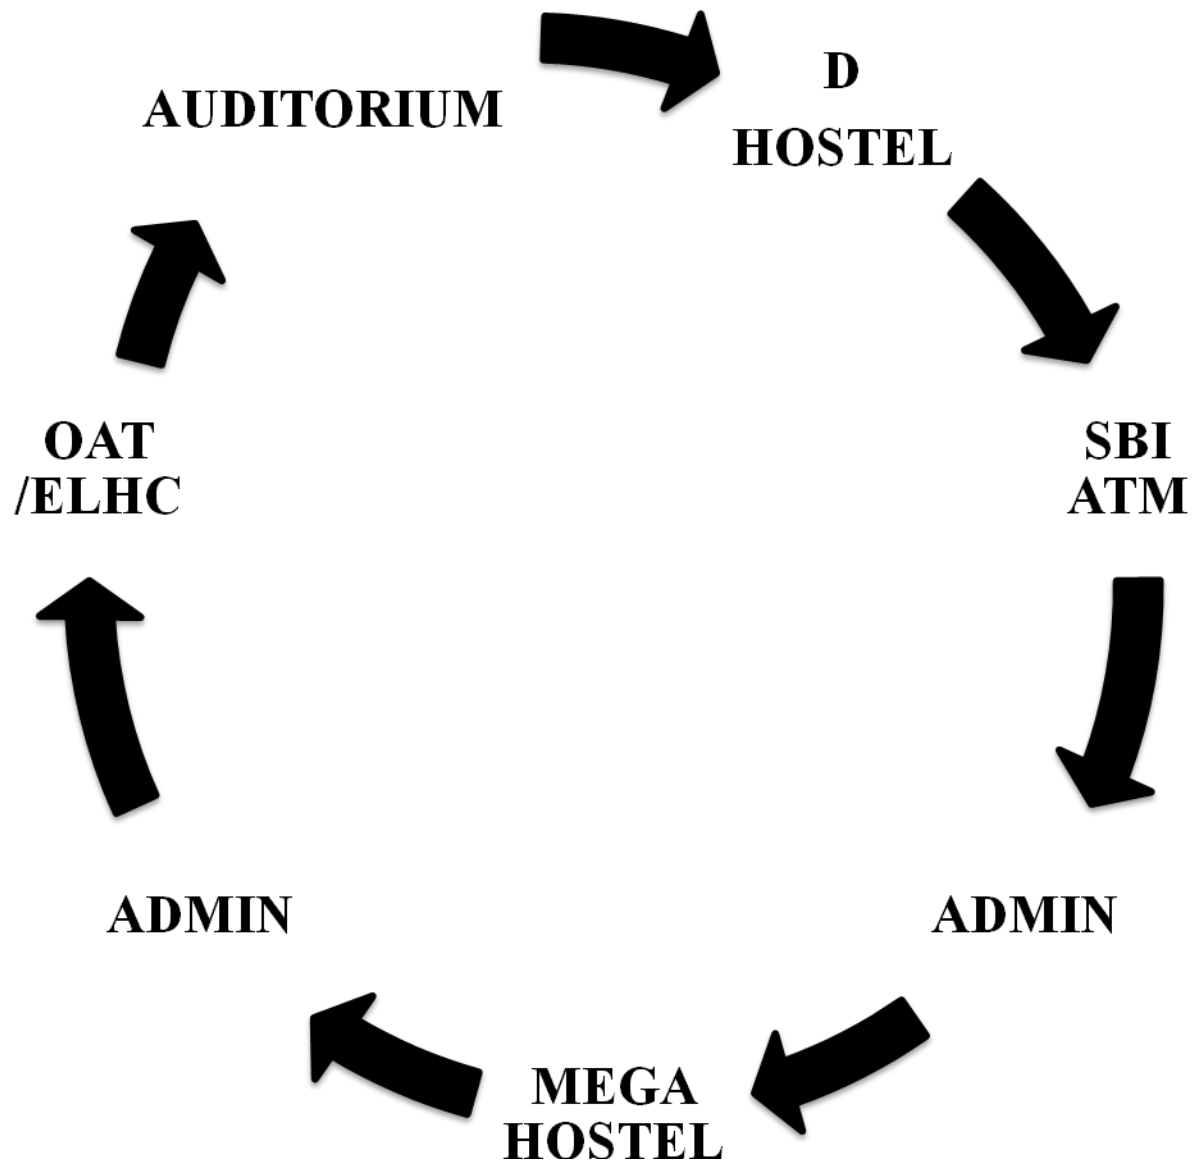 AUDITORIUM
D
HOSTEL
SBI
ATM
ADMIN
MEGA
HOSTEL
ADMIN
OAT
/ELHC